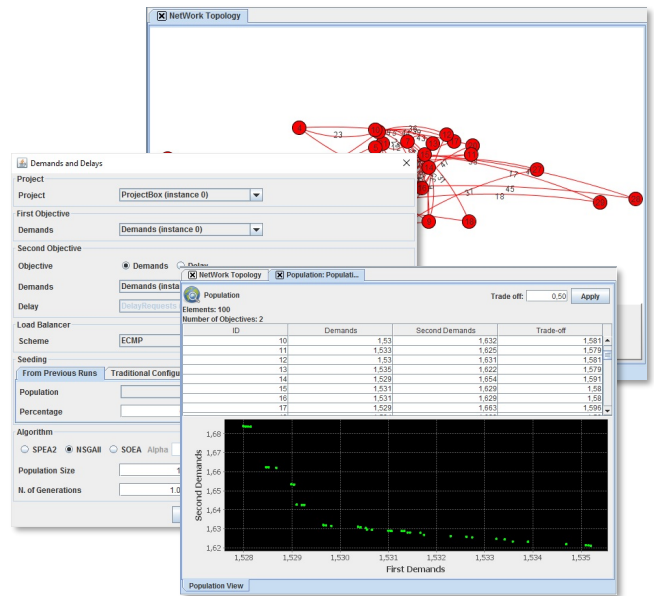 NetWork Topology
23
45
18
17
31
Demands and Delays
Project
Project ProjectBox (instance 0)
First Objective
Demands Demands (instance 0)
Second Objective
Objective Demands Delay
Demands Demands (insta
Delay DelayRequests
Load Balancer
Scheme ECMP
Seeding
From Previous Runs Traditional Configu
Population
Percentage
Algorithm
SPEA2 NSGAII SOEA Alpha
Population Size 1
N. of Generations 1.0
NetWork Topology Population: Populati...
Population Trade off: 0,50 Apply
Elements: 100
Number of Objectives: 2
ID Demands Second Demands Trade-off
10 1,53 1,632 1,581
11 1,533 1,625 1,579
12 1,53 1,631 1,581
13 1,535 1,622 1,579
14 1,529 1,654 1,591
15 1,531 1,629 1,58
16 1,531 1,629 1,58
17 1,529 1,663 1,596
Second Demands
1,68
1,67
1,66
1,65
1,64
1,63
1,62
1,528 1,529 1,530 1,531 1,532 1,533 1,534 1,535
First Demands
Population View